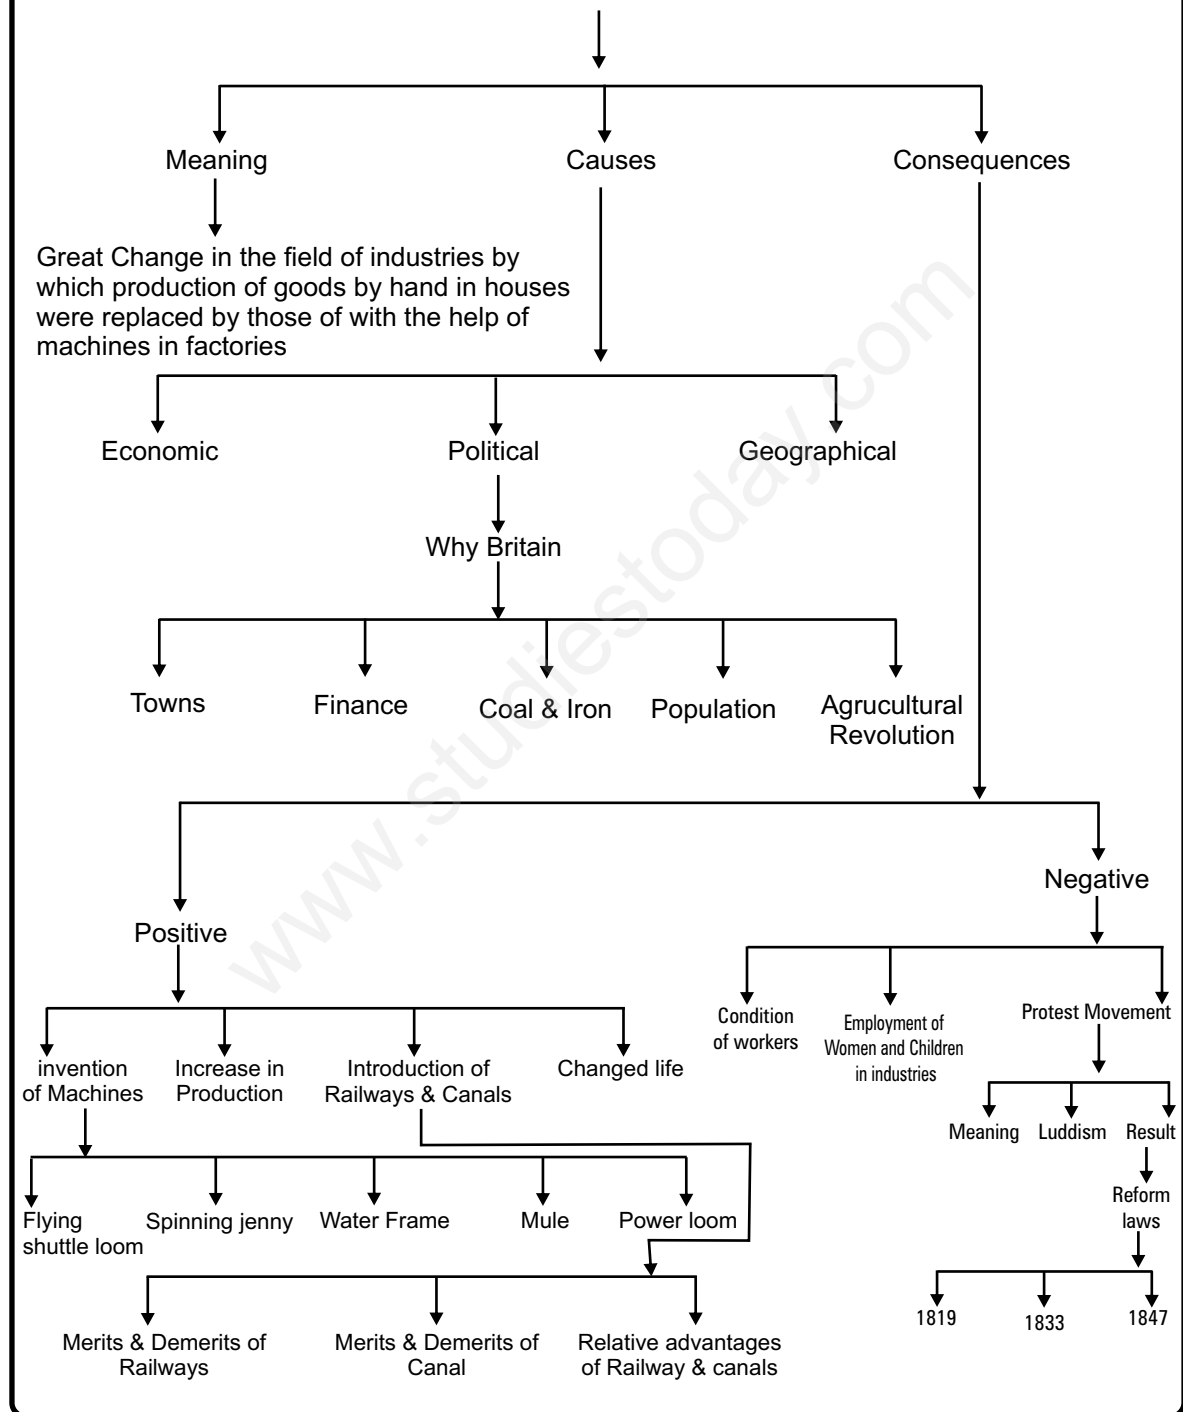 Meaning
Causes
Consequences
Great Change in the field of industries by
which production of goods by hand in houses
were replaced by those of with the help of
machines in factories
Economic
Political
Geographical
Why Britain
Towns
Finance
Coal & Iron
Population
Agrucultural
Revolution
Negative
Positive
Condition
of workers
Employment of
Women and Children
in industries
Protest Movement
invention
of Machines
Increase in
Production
Introduction of
Railways & Canals
Changed life
Meaning
Luddism
Result
Reform
laws
Flying
shuttle loom
Spinning jenny
Water Frame
Mule
Power loom
1819
1833
1847
Merits & Demerits of
Railways
Merits & Demerits of
Canal
Relative advantages
of Railway & canals
www.studiestoday.com